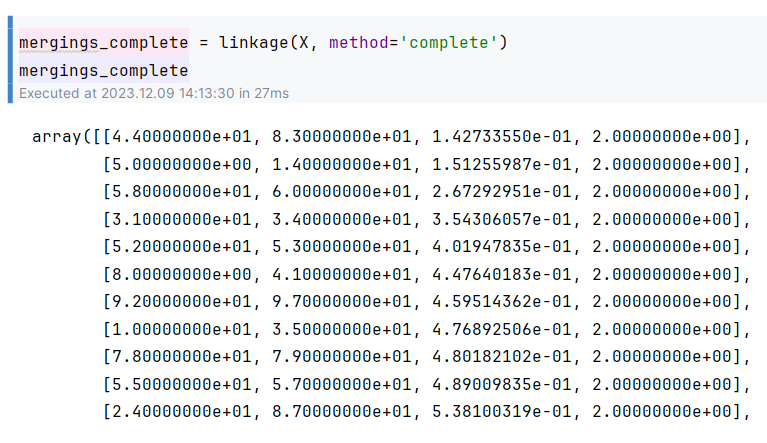 mergings_complete = linkage(X, method='complete')
mergings_complete
Executed at 2023.12.09 14:13:30 in 27ms
array([[4.40000000e+01, 8.30000000e+01, 1.42733550e-01, 2.00000000e+00],
[5.00000000e+00, 1.40000000e+01, 1.51255987e-01, 2.00000000e+00],
[5.80000000e+01, 6.00000000e+01, 2.67292951e-01, 2.00000000e+00],
[3.10000000e+01, 3.40000000e+01, 3.54306057e-01, 2.00000000e+00],
[5.20000000e+01, 5.30000000e+01, 4.01947835e-01, 2.00000000e+00],
[8.00000000e+00, 4.10000000e+01, 4.47640183e-01, 2.00000000e+00],
[9.20000000e+01, 9.70000000e+01, 4.59514362e-01, 2.00000000e+00],
[1.00000000e+01, 3.50000000e+01, 4.76892506e-01, 2.00000000e+00],
[7.80000000e+01, 7.90000000e+01, 4.80182102e-01, 2.00000000e+00],
[5.50000000e+01, 5.70000000e+01, 4.89009835e-01, 2.00000000e+00],
[2.40000000e+01, 8.70000000e+01, 5.38100319e-01, 2.00000000e+00],